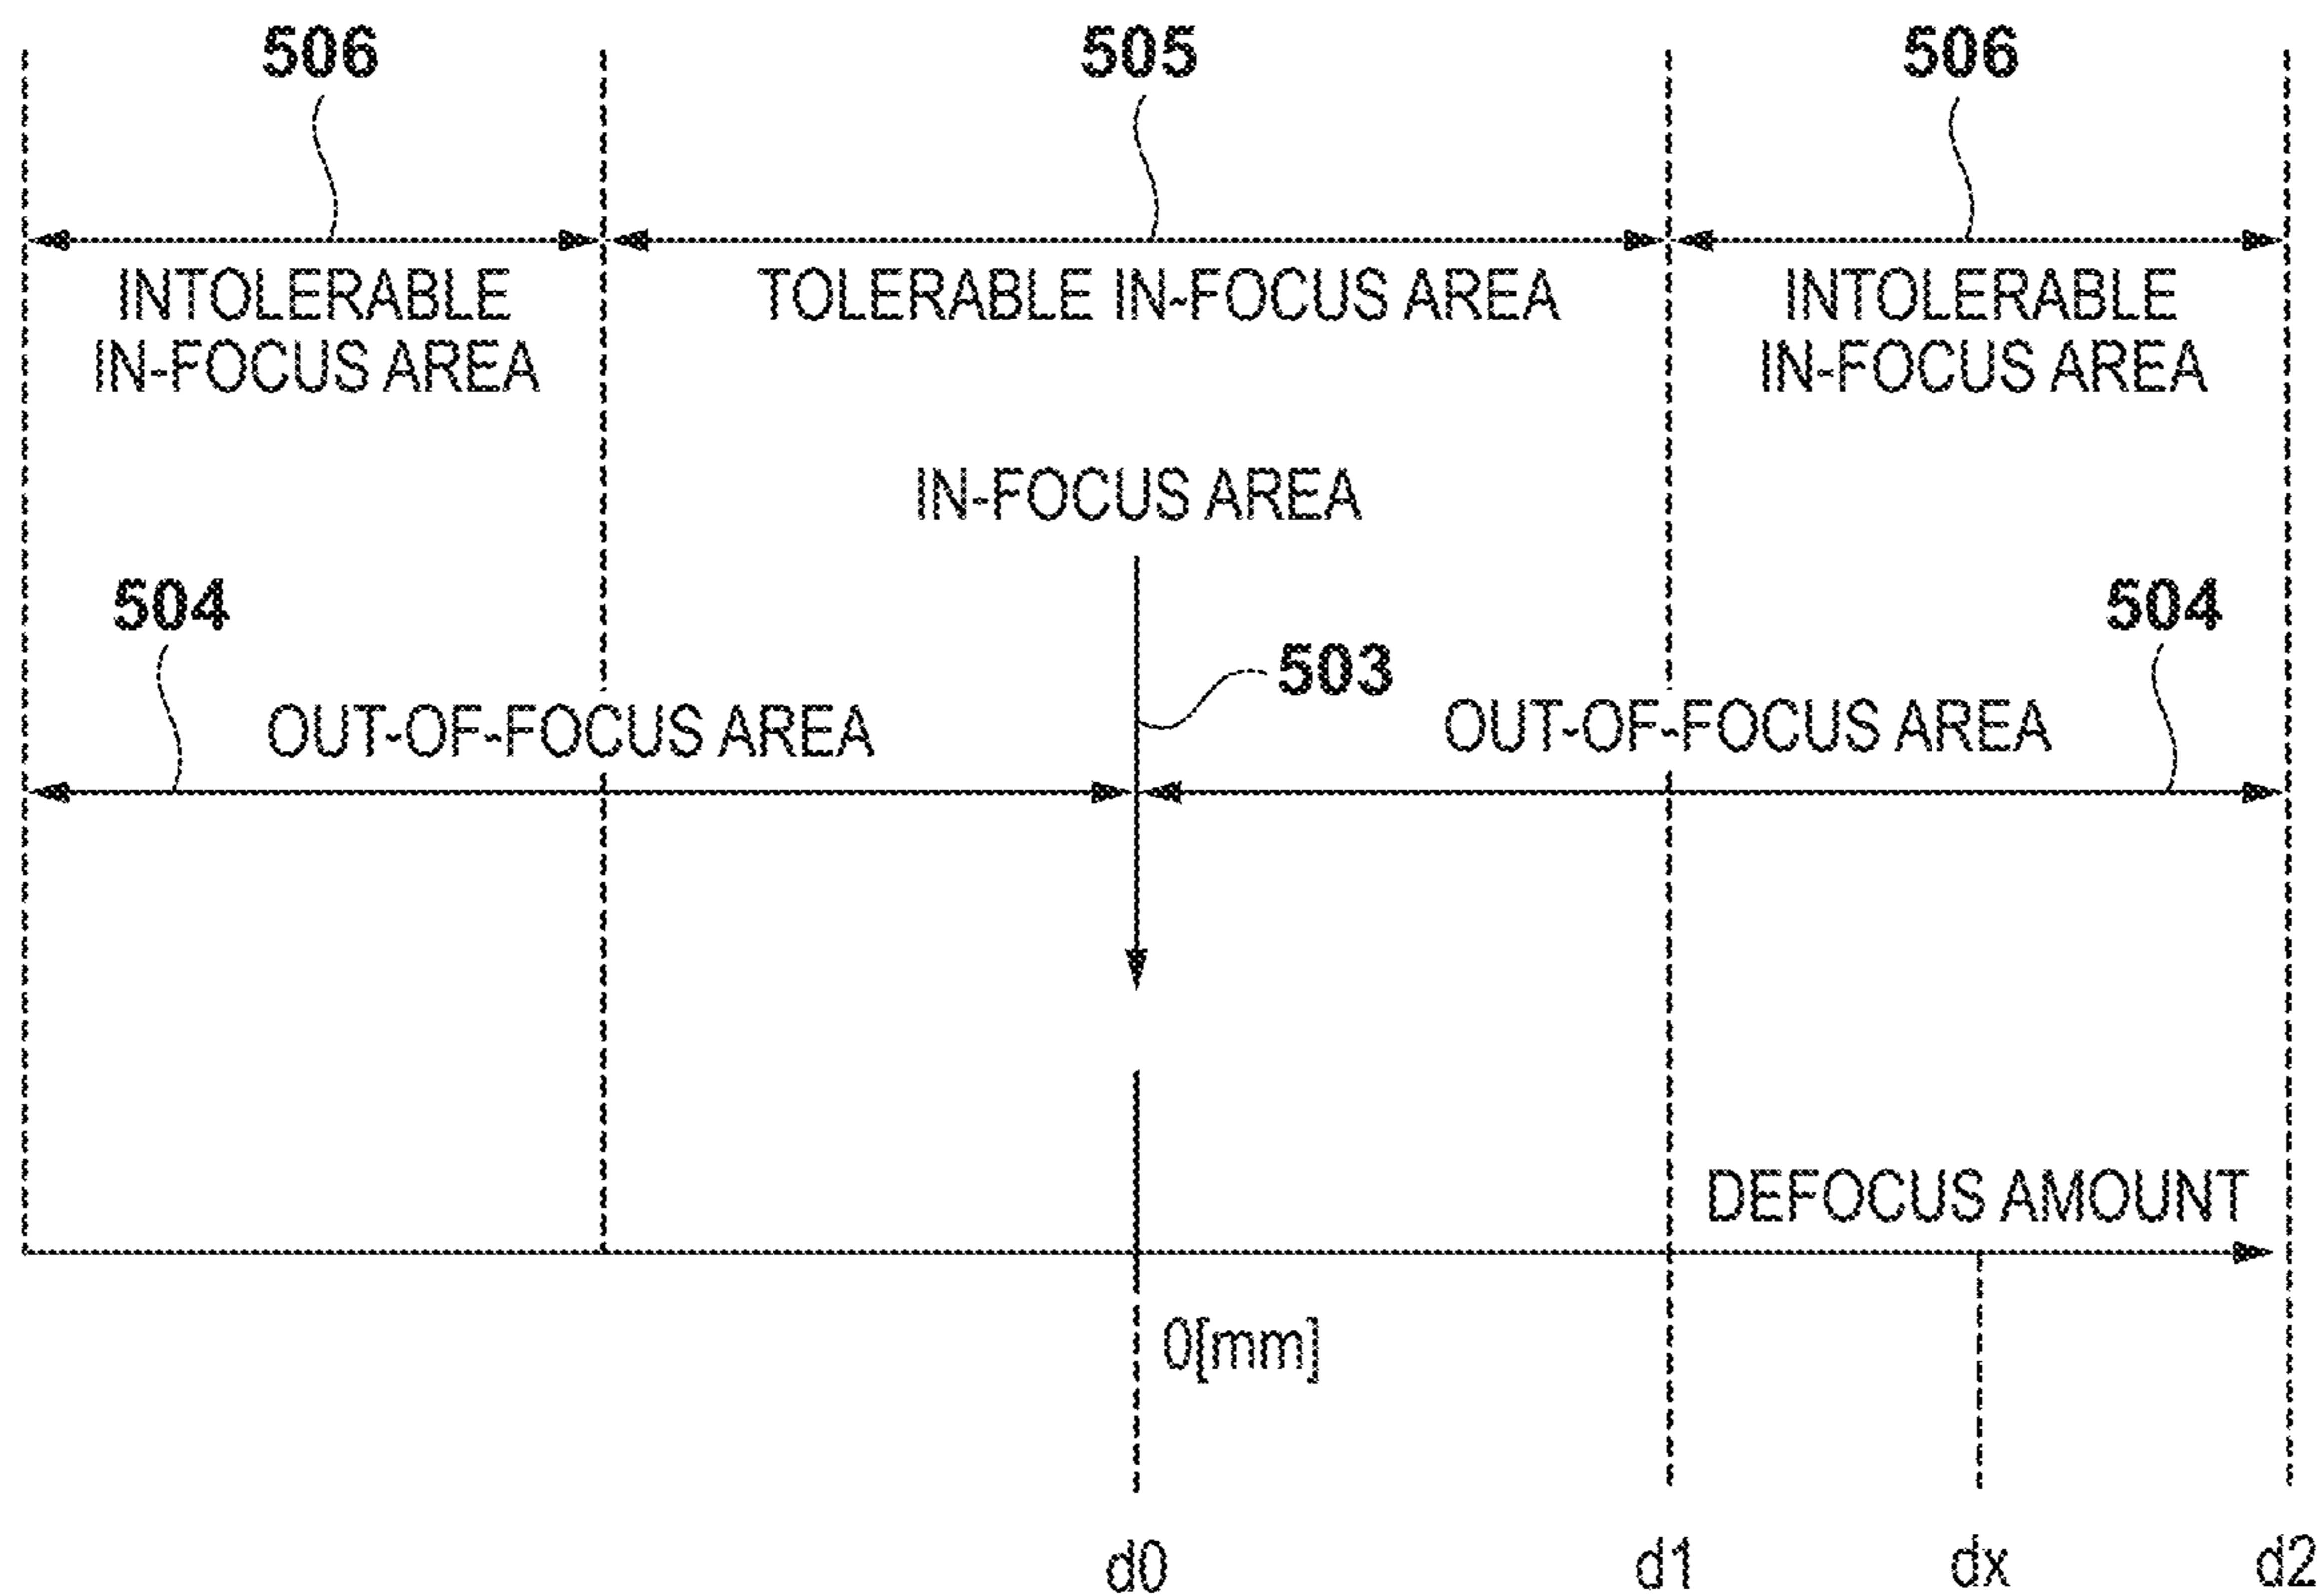 506
505
506
INTOLERABLE
IN-FOCUS AREA
TOLERABLE IN-FOCUS AREA
INTOLERABLE
IN-FOCUS AREA
IN-FOCUS AREA
504
504
503
OUT-OF-FOCUS AREA
OUT-OF-FOCUS AREA
DEFOCUS AMOUNT
0[mm]
d0
d1
dx
d2